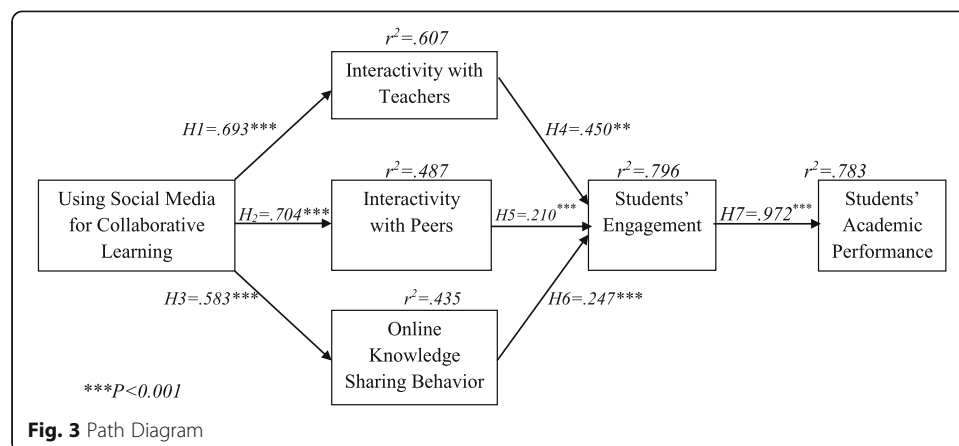 r²=.607
Interactivity with
Teachers
H1=.693***
H4=.450**
r²=.487
r²=.796
r²=.783
Using Social Media
for Collaborative
Learning
H₂=.704***
Interactivity
with Peers
H5=.210***
Students’
Engagement
H7=.972***
Students’
Academic
Performance
H3=.583***
r²=.435
H6=.247***
Online
Knowledge
Sharing Behavior
***P<0.001
Fig. 3 Path Diagram